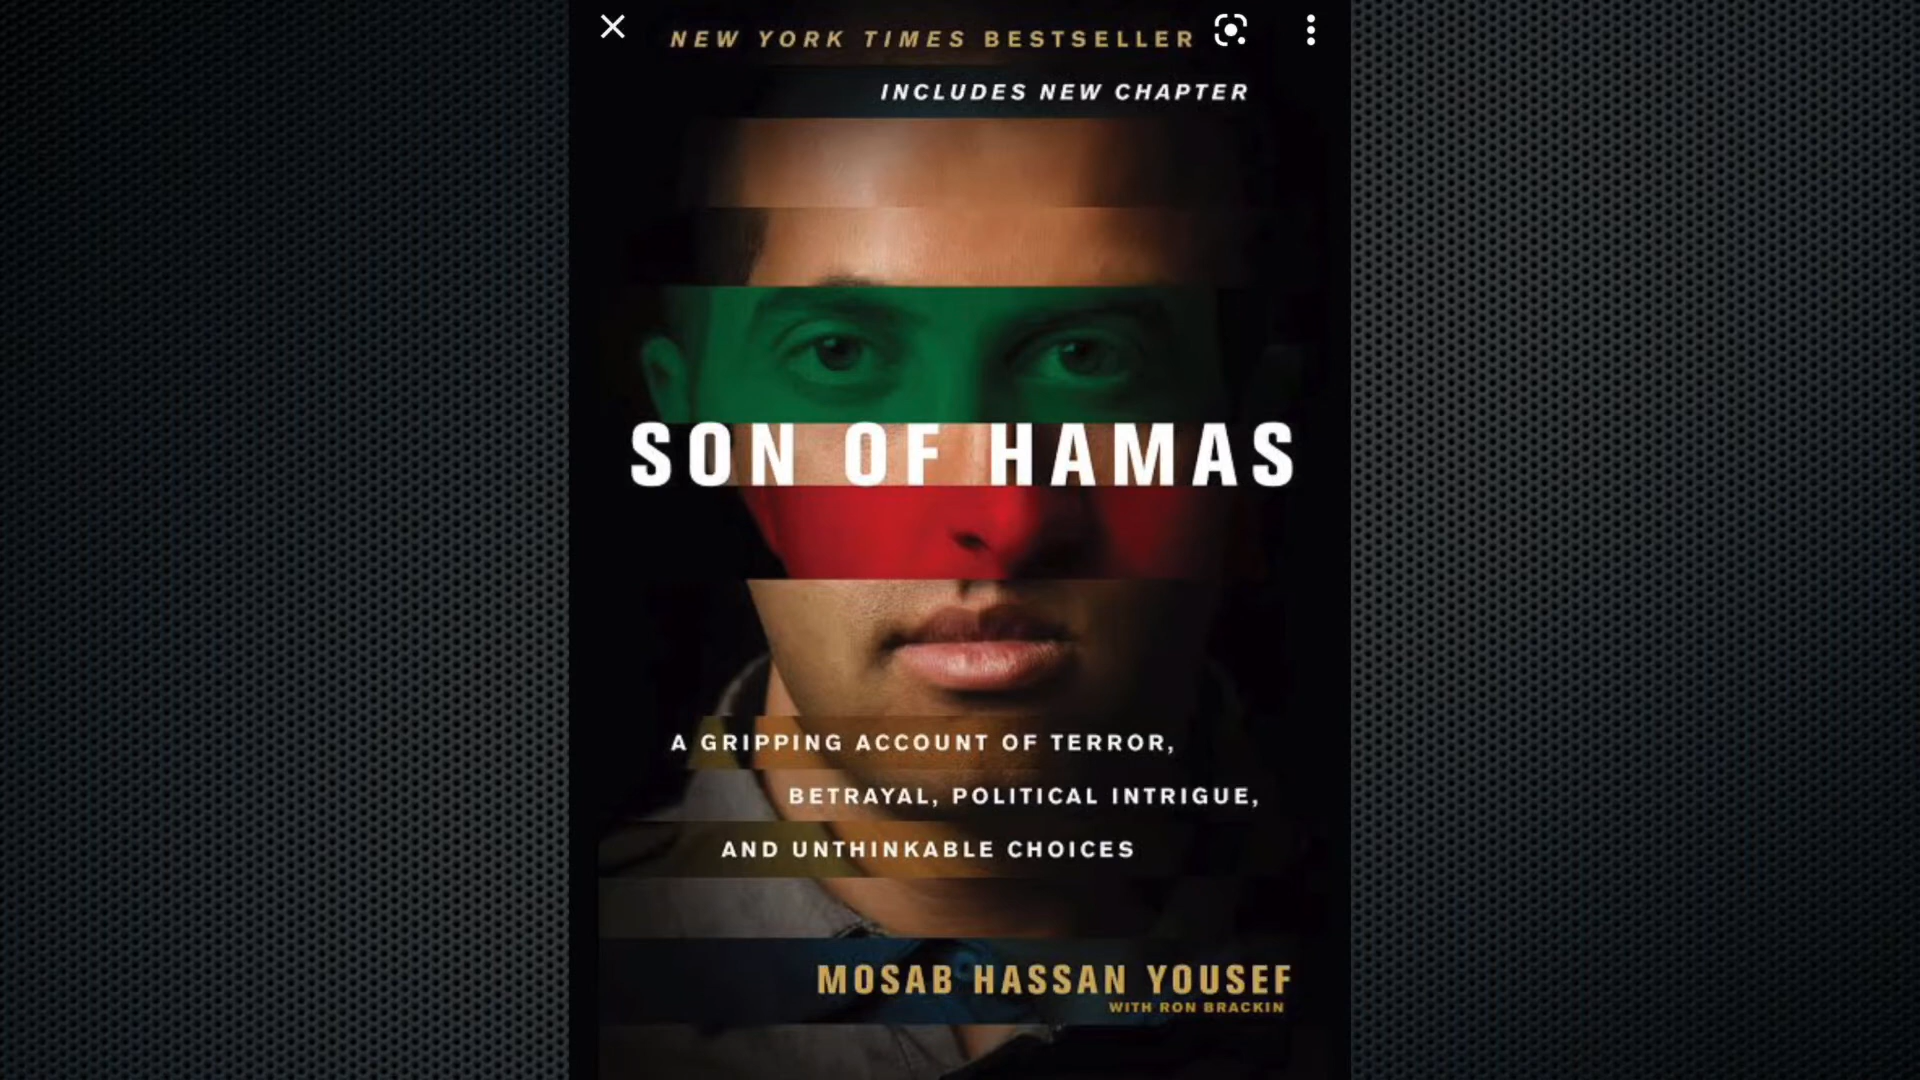 NEW YORK TIMES BESTSELLER
INCLUDES NEW CHAPTER
SON OF HAMAS
A GRIPPING ACCOUNT OF TERROR,
BETRAYAL, POLITICAL INTRIGUE,
AND UNTHINKABLE CHOICES
MOSAB HASSAN YOUSEF
WITH RON BRACKIN